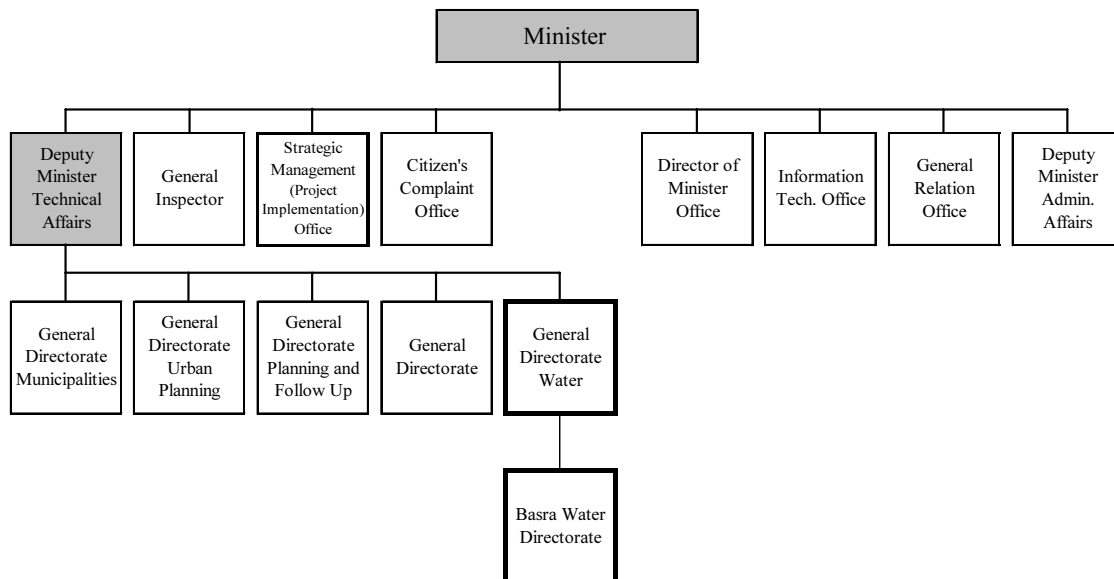 Minister
Deputy
Minister
Technical
Affairs
General
Inspector
Strategic
Management
(Project
Implementation)
Office
Citizen's
Complaint
Office
Director of
Minister
Office
Information
Tech. Office
General
Relation
Office
Deputy
Minister
Admin.
Affairs
General
Directorate
Municipalities
General
Directorate
Urban
Planning
General
Directorate
Planning and
Follow Up
General
Directorate
General
Directorate
Water
Basra Water
Directorate